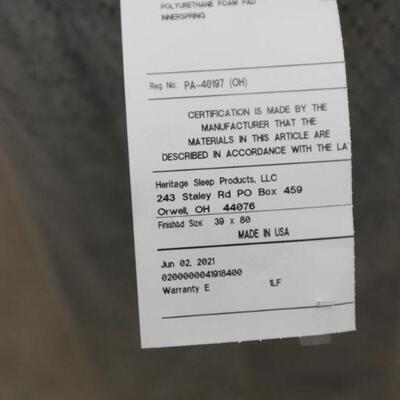 POLYURETHANE FOAM PAD
INNERSPRING
Reg No: PA-40197 (OH)
CERTIFICATION IS MADE BY THE
MANUFACTURER THAT THE
MATERIALS IN THIS ARTICLE ARE
DESCRIBED IN ACCORDANCE WITH THE LA
Heritage Sleep Products, LLC
243 Staley Rd PO Box 459
Orwell, OH 44076
Finished Size: 39 x 80
MADE IN USA
Jun 02, 2021
0200000041918400
Warranty E 1LF